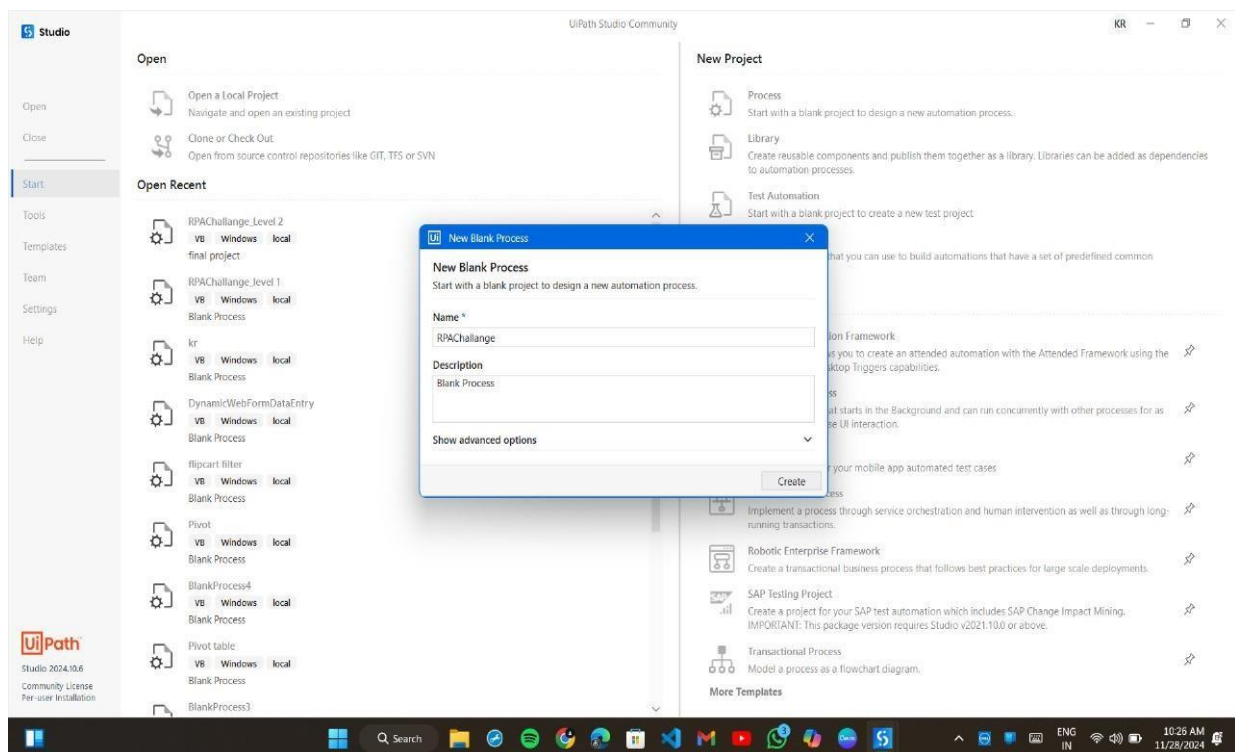 Studio
UiPath Studio Community
KR
Open
Close
Start
Tools
Templates
Team
Settings
Help
UiPath
Studio 2024.10.6
Community License
Per-user Installation
Open
Open a Local Project
Navigate and open an existing project
Clone or Check Out
Open from source control repositories like GIT, TFS or SVN
Open Recent
RPAChallange_Level 2
VB Windows local
final project
RPAChallange_level 1
VB Windows local
Blank Process
kr
VB Windows local
Blank Process
DynamicWebFormDataEntry
VB Windows local
Blank Process
flipcart filter
VB Windows local
Blank Process
Pivot
VB Windows local
Blank Process
BlankProcess4
VB Windows local
Blank Process
Pivot table
VB Windows local
Blank Process
BlankProcess3
Ui New Blank Process
New Blank Process
Start with a blank project to design a new automation process.
Name *
RPAChallange
Description
Blank Process
Show advanced options
Create
New Project
Process
Start with a blank project to design a new automation process.
Library
Create reusable components and publish them together as a library. Libraries can be added as dependencies
to automation processes.
Test Automation
Start with a blank project to create a new test project
that you can use to build automations that have a set of predefined common
ion Framework
s you to create an attended automation with the Attended Framework using the
ktop Triggers capabilities.
ss
at starts in the Background and can run concurrently with other processes for as
se UI interaction.
your mobile app automated test cases
cess
Implement a process through service orchestration and human intervention as well as through long-
running transactions.
Robotic Enterprise Framework
Create a transactional business process that follows best practices for large scale deployments.
SAP Testing Project
Create a project for your SAP test automation which includes SAP Change Impact Mining.
IMPORTANT: This package version requires Studio v2021.10.0 or above.
Transactional Process
Model a process as a flowchart diagram.
More Templates
Search
ENG
IN
10:26 AM
11/28/2024